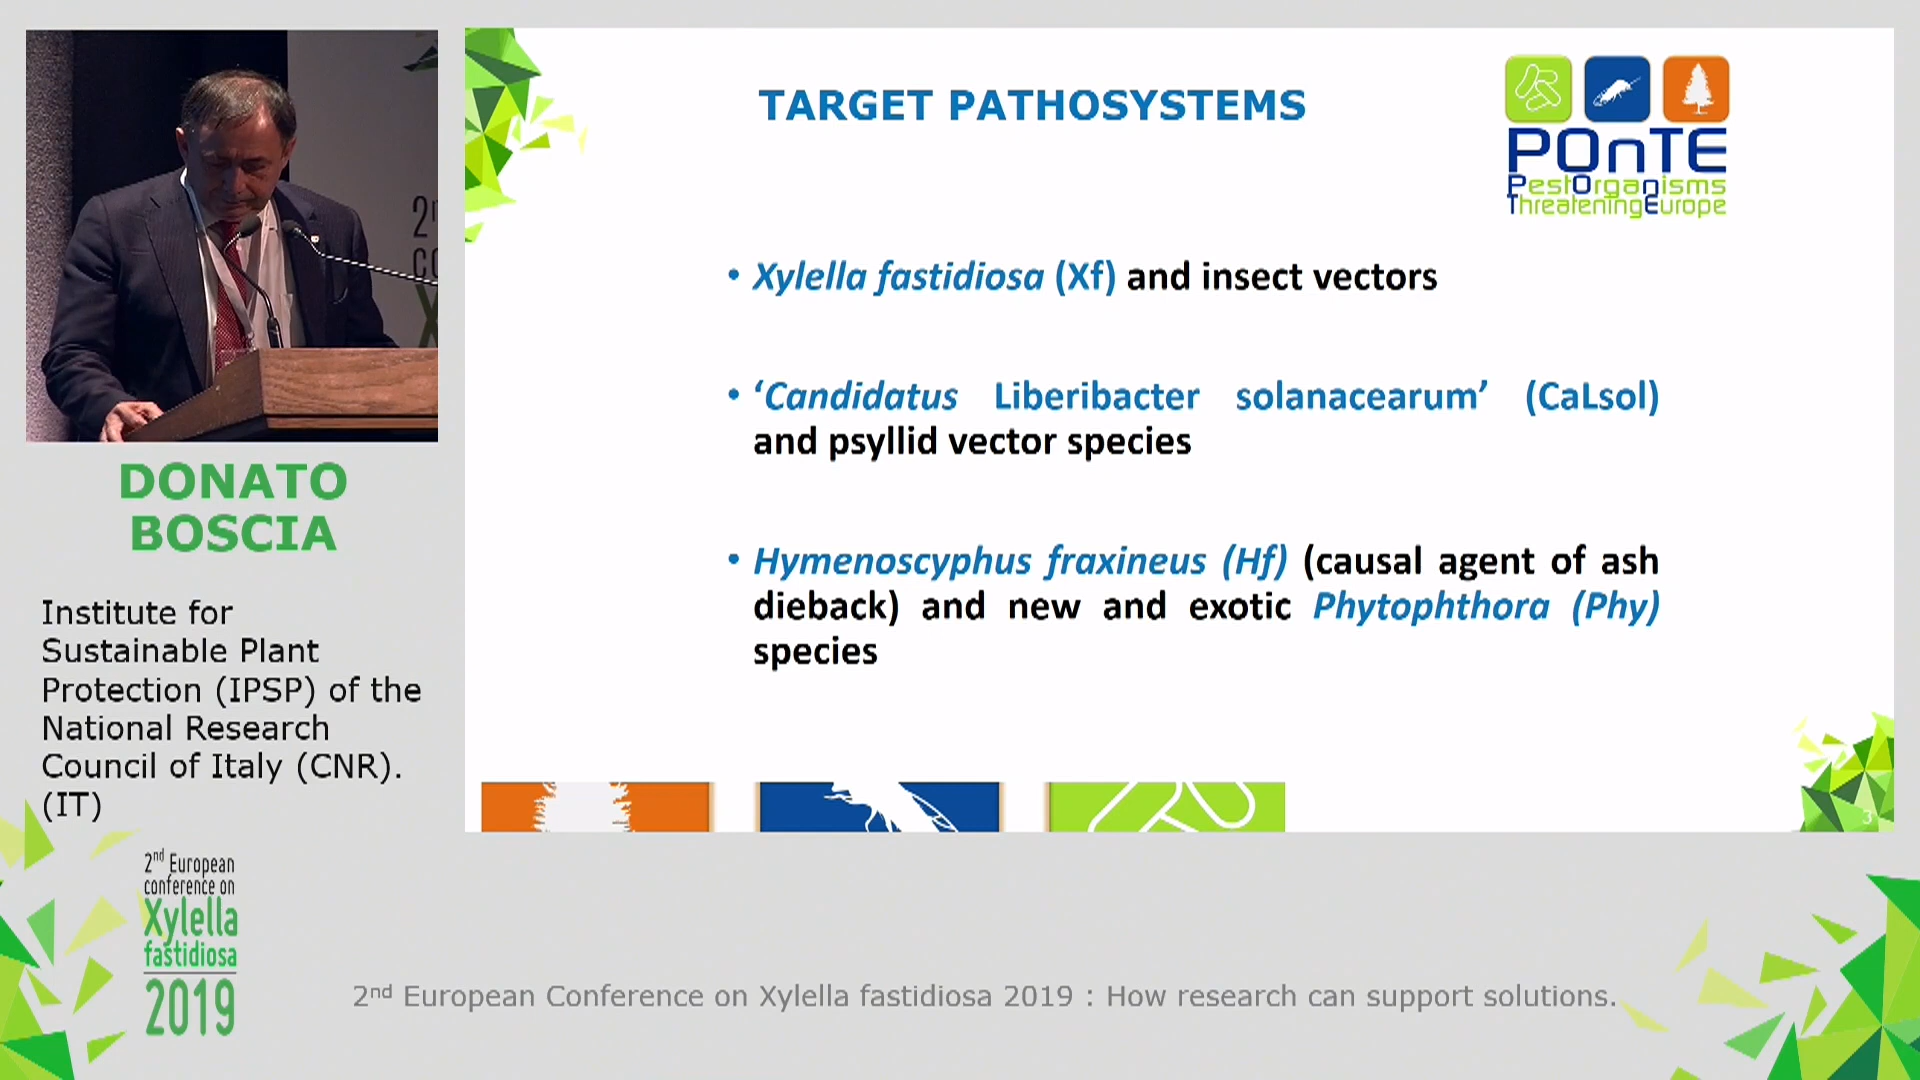 TARGET PATHOSYSTEMS
POnTE
PestOrganisms
ThreateningEurope
• Xylella fastidiosa (Xf) and insect vectors
• ‘Candidatus Liberibacter solanacearum’ (CaLsol)
and psyllid vector species
• Hymenoscyphus fraxineus (Hf) (causal agent of ash
dieback) and new and exotic Phytophthora (Phy)
species
3
DONATO
BOSCIA
Institute for
Sustainable Plant
Protection (IPSP) of the
National Research
Council of Italy (CNR).
(IT)
2nd European
conference on
Xylella
fastidiosa
2019
2nd European Conference on Xylella fastidiosa 2019 : How research can support solutions.